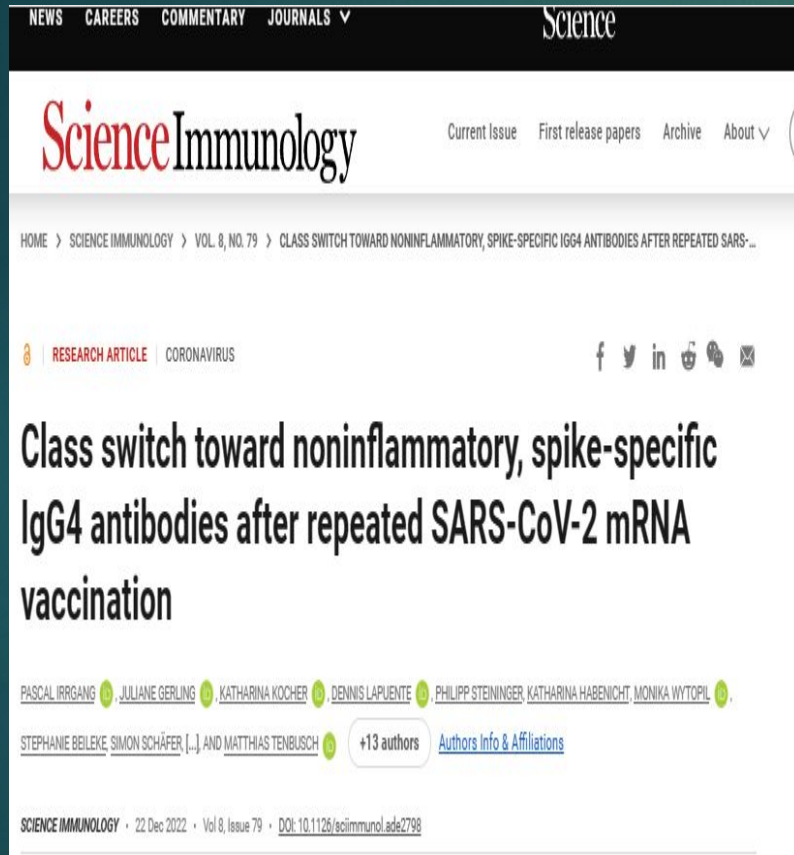 NEWS CAREERS COMMENTARY JOURNALS Science
Science Immunology Current Issue First release papers Archive About
HOME > SCIENCE IMMUNOLOGY > VOL. 8, NO. 79 > CLASS SWITCH TOWARD NONINFLAMMATORY, SPIKE-SPECIFIC IGG4 ANTIBODIES AFTER REPEATED SARS-...
RESEARCH ARTICLE CORONAVIRUS
Class switch toward noninflammatory, spike-specific
IgG4 antibodies after repeated SARS-CoV-2 mRNA
vaccination
PASCAL IRRGANG, JULIANE GERLING, KATHARINA KOCHER, DENNIS LAPUENTE, PHILIPP STEININGER, KATHARINA HABENICHT, MONIKA WYTOPIL,
STEPHANIE BEILEKE, SIMON SCHÄFER, [...], AND MATTHIAS TENBUSCH +13 authors Authors Info & Affiliations
SCIENCE IMMUNOLOGY • 22 Dec 2022 • Vol 8, Issue 79 • DOI: 10.1126/sciimmunol.ade2798